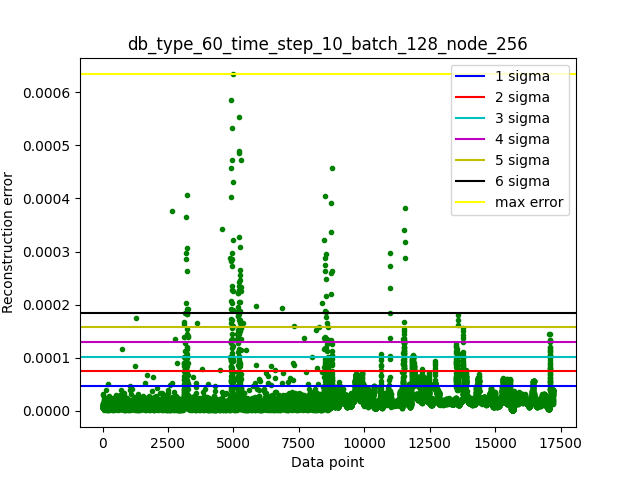 db_type_60_time_step_10_batch_128_node_256
0.0006
0.0005
0.0004
0.0003
0.0002
0.0001
0.0000
Reconstruction error
1 sigma
2 sigma
3 sigma
4 sigma
5 sigma
6 sigma
max error
0 2500 5000 7500 10000 12500 15000 17500
Data point